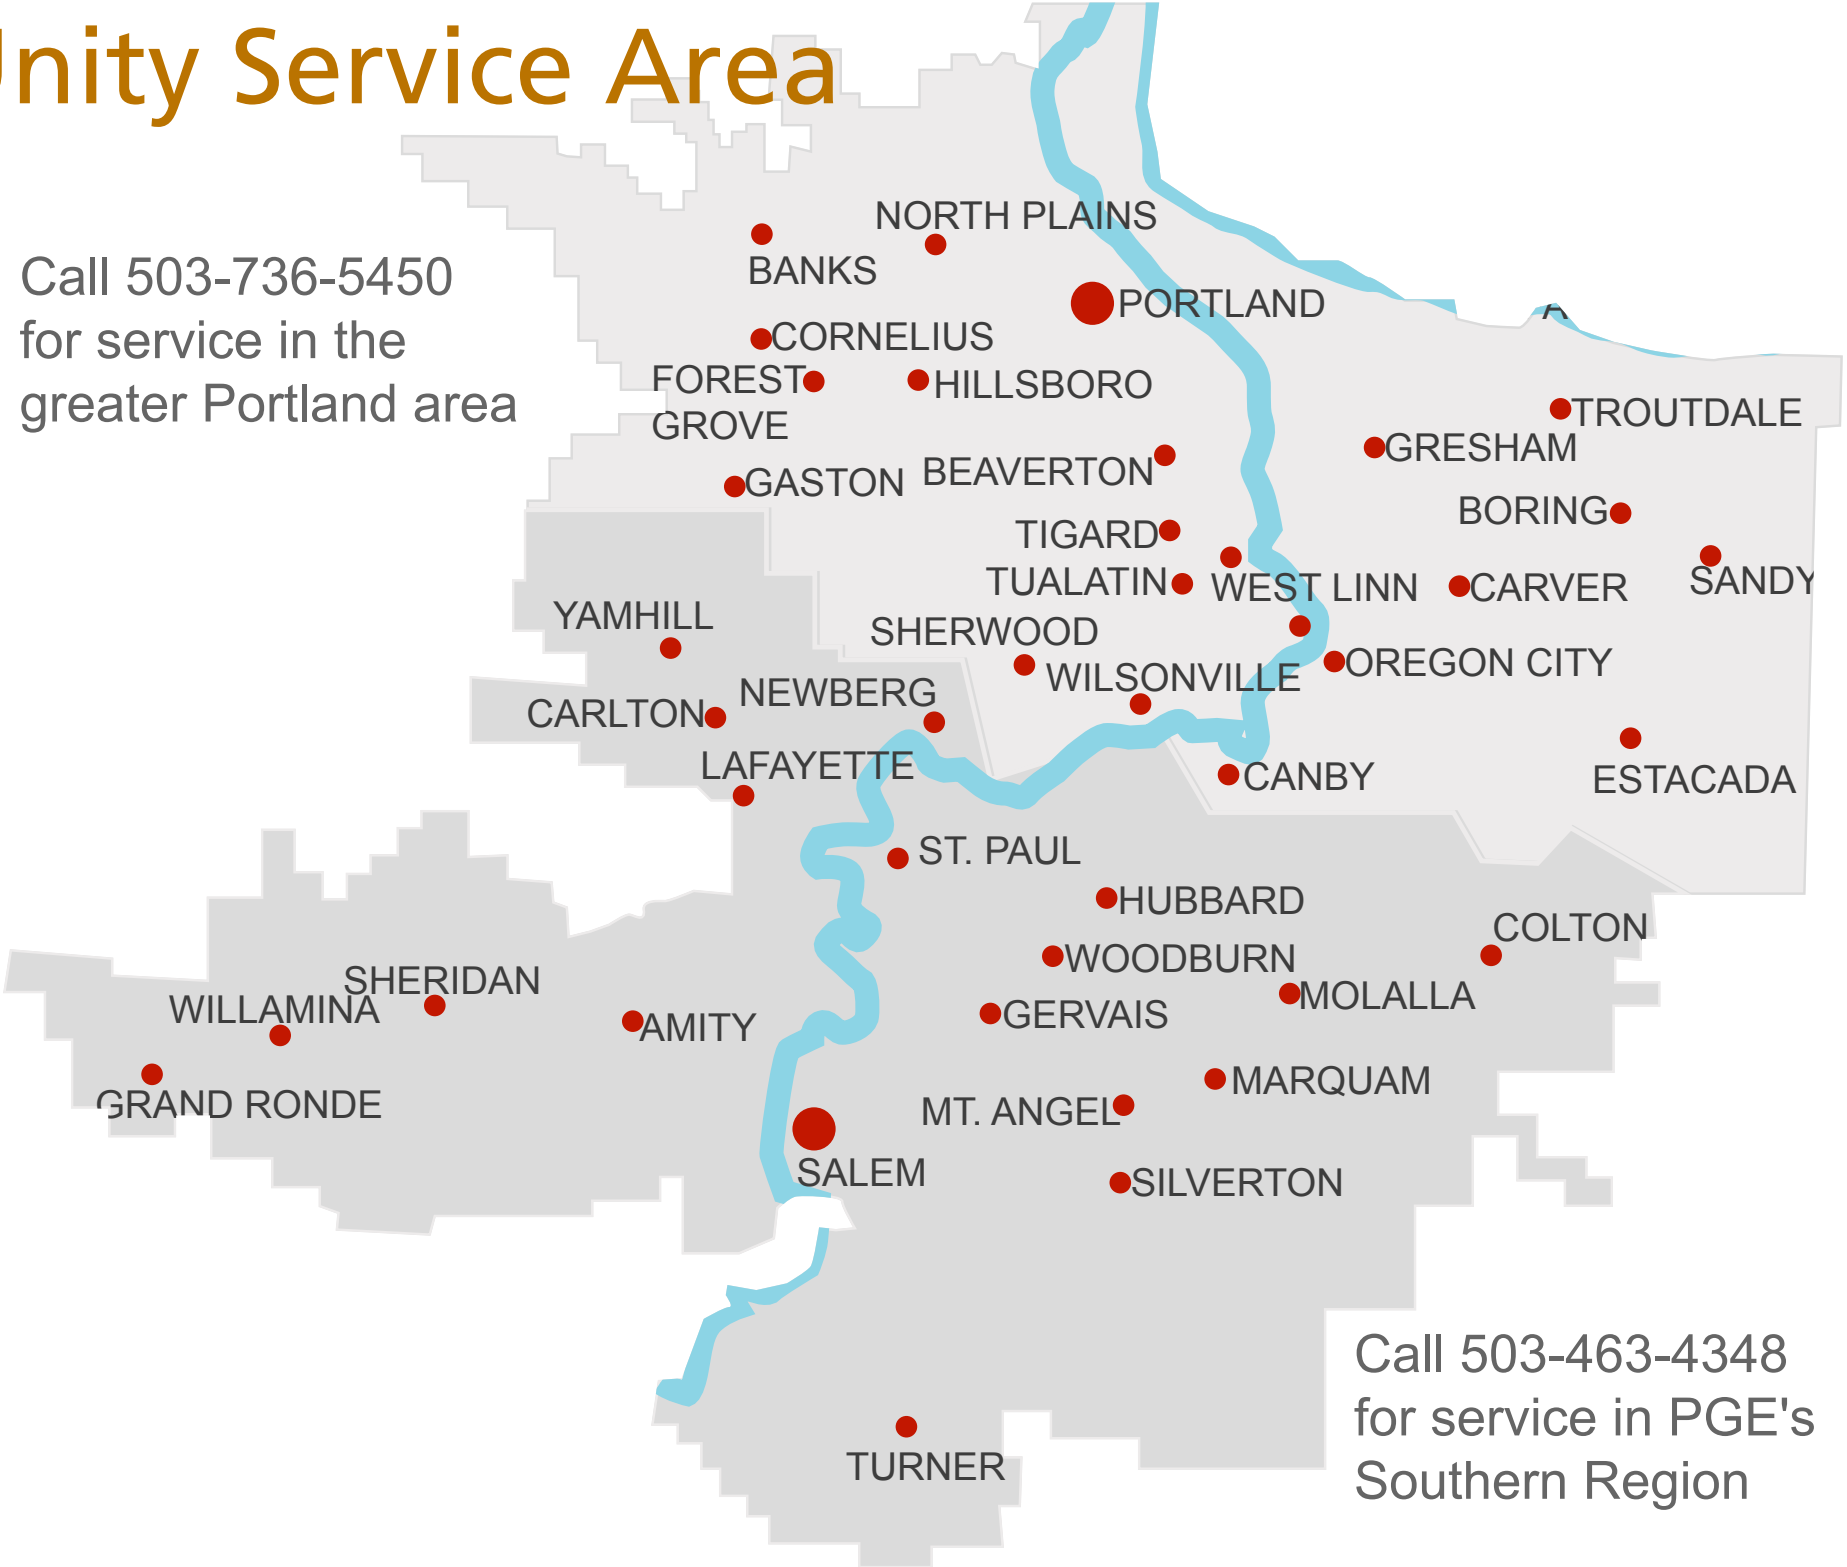 Unity Service Area
Call 503-736-5450
for service in the
greater Portland area
NORTH PLAINS
BANKS
PORTLAND
CORNELIUS
FOREST
GROVE
HILLSBORO
TROUTDALE
GRESHAM
BEAVERTON
GASTON
BORING
TIGARD
SANDY
TUALATIN
WEST LINN
CARVER
YAMHILL
SHERWOOD
OREGON CITY
WILSONVILLE
NEWBERG
CARLTON
LAFAYETTE
CANBY
ESTACADA
ST. PAUL
HUBBARD
COLTON
WOODBURN
SHERIDAN
MOLALLA
WILLAMINA
GERVAIS
AMITY
MARQUAM
GRAND RONDE
MT. ANGEL
SALEM
SILVERTON
Call 503-463-4348
for service in PGE's
Southern Region
TURNER